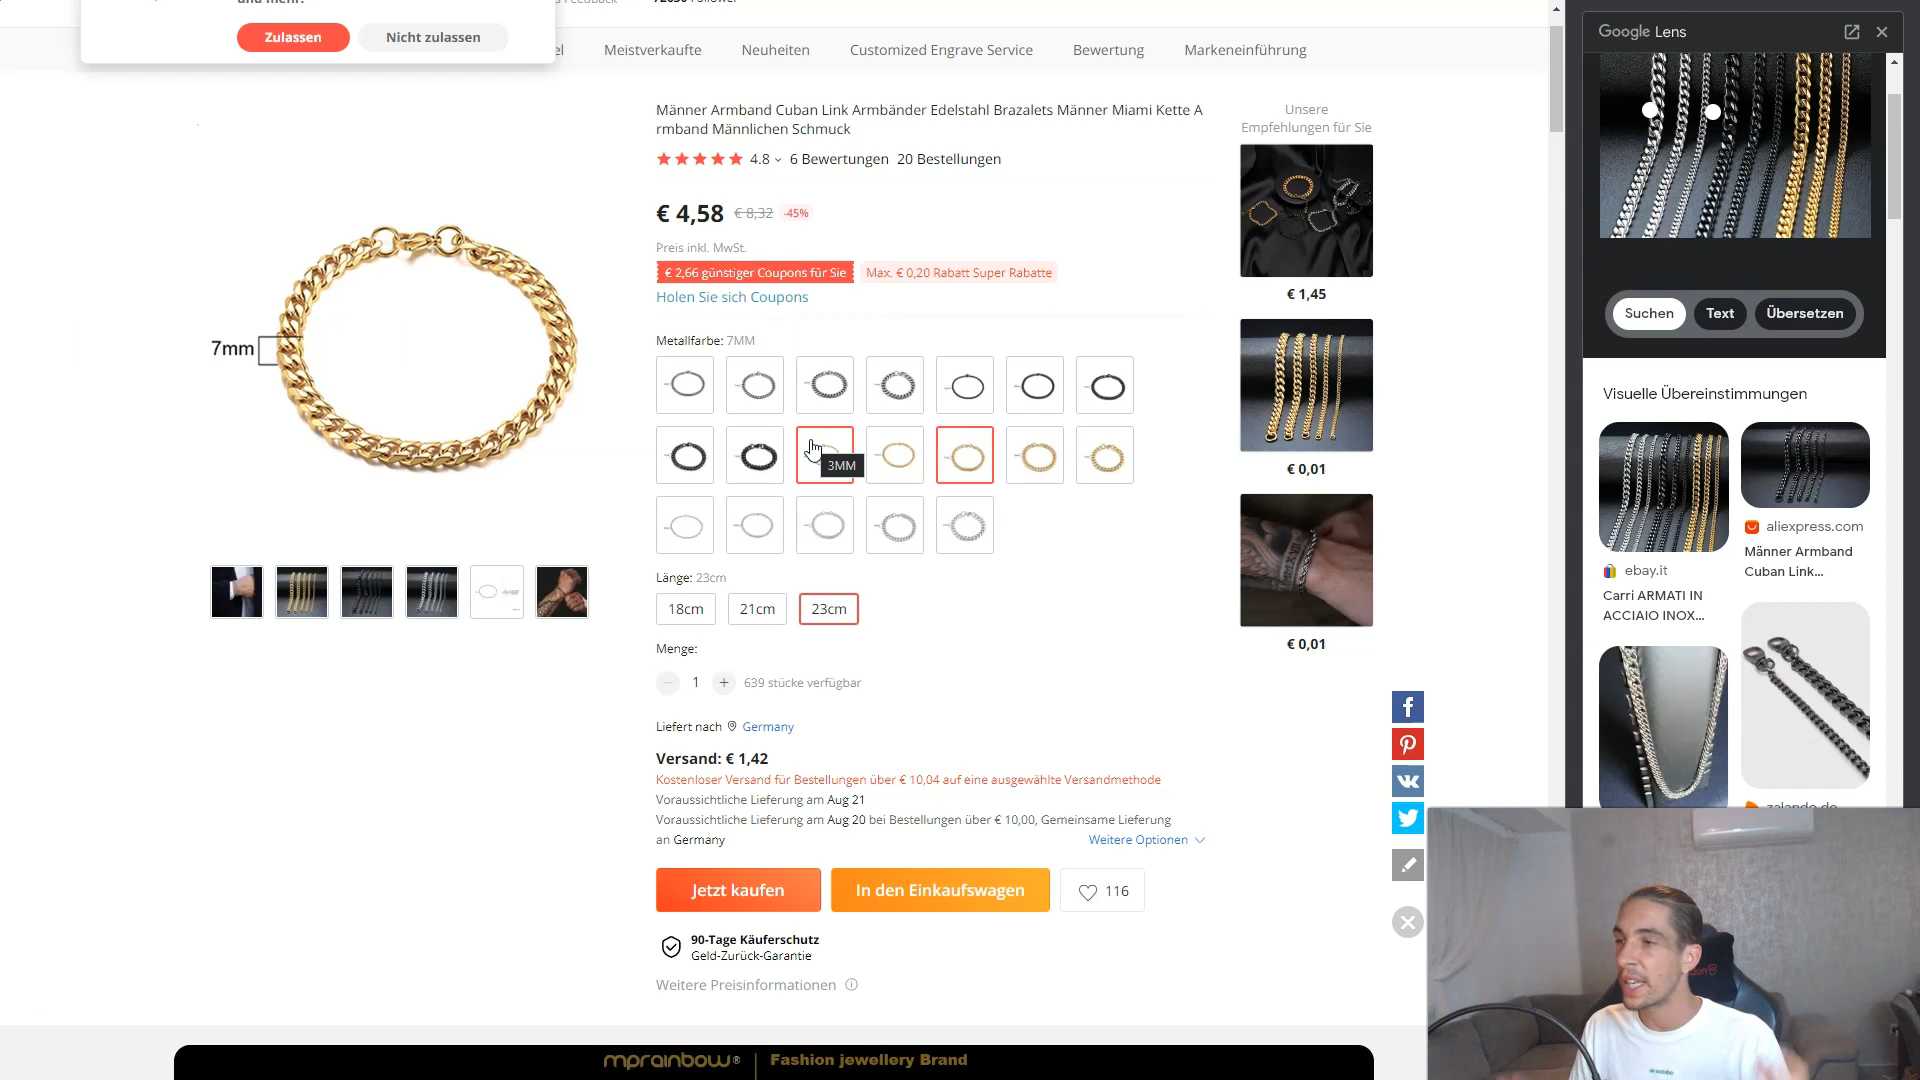 und mehr?
Zulassen
Nicht zulassen
Feedback
72650 Follower
el
Meistverkaufte
Neuheiten
Customized Engrave Service
Bewertung
Markeneinführung
Männer Armband Cuban Link Armbänder Edelstahl Brazalets Männer Miami Kette A
rmband Männlichen Schmuck
4.8
6 Bewertungen
20 Bestellungen
€ 4,58
€ 8,32
-45%
Preis inkl. MwSt.
€ 2,66 günstiger Coupons für Sie
Max. € 0,20 Rabatt Super Rabatte
Holen Sie sich Coupons
7mm
Metallfarbe: 7MM
3MM
Länge: 23cm
18cm
21cm
23cm
Menge:
1
639 stücke verfügbar
Liefert nach
Germany
Versand: € 1,42
Kostenloser Versand für Bestellungen über € 10,04 auf eine ausgewählte Versandmethode
Voraussichtliche Lieferung am Aug 21
Voraussichtliche Lieferung am Aug 20 bei Bestellungen über € 10,00, Gemeinsame Lieferung
an Germany
Weitere Optionen
Jetzt kaufen
In den Einkaufswagen
116
90-Tage Käuferschutz
Geld-Zurück-Garantie
Weitere Preisinformationen
mprainbow®
Fashion jewellery Brand
Unsere
Empfehlungen für Sie
€ 1,45
€ 0,01
€ 0,01
Google Lens
Suchen
Text
Übersetzen
Visuelle Übereinstimmungen
ebay.it
Carri ARMATI IN
ACCIAIO INOX...
aliexpress.com
Männer Armband
Cuban Link...
zalando.de